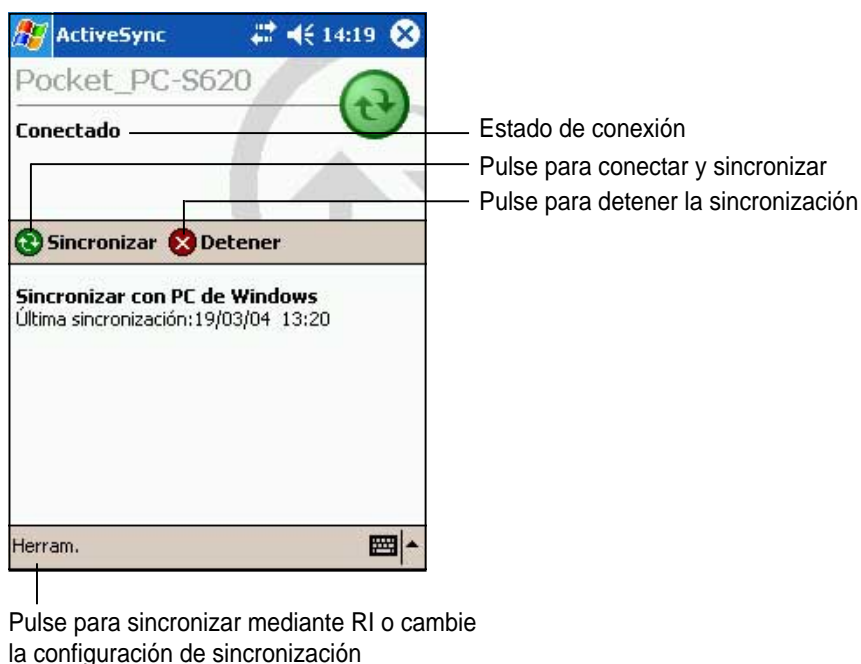 ActiveSync 14:19
Pocket_PC-S620
Conectado
Estado de conexión
Pulse para conectar y sincronizar
Pulse para detener la sincronización
Sincronizar Detener
Sincronizar con PC de Windows
Última sincronización:19/03/04 13:20
Herram.
Pulse para sincronizar mediante RI o cambie
la configuración de sincronización